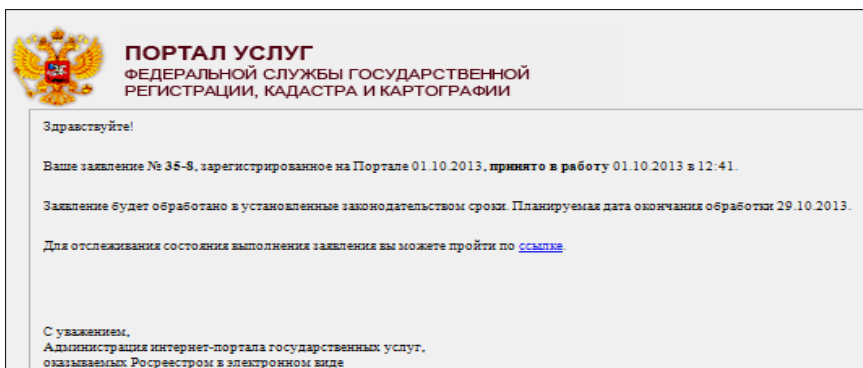 ПОРТАЛ УСЛУГ
ФЕДЕРАЛЬНОЙ СЛУЖБЫ ГОСУДАРСТВЕННОЙ
РЕГИСТРАЦИИ, КАДАСТРА И КАРТОГРАФИИ
Здравствуйте!
Ваше заявление № 35-8, зарегистрированное на Портале 01.10.2013, принято в работу 01.10.2013 в 12:41.
Заявление будет обработано в установленные законодательством сроки. Планируемая дата окончания обработки 29.10.2013.
Для отслеживания состояния выполнения заявления вы можете пройти по ссылке.
С уважением,
Администрация интернет-портала государственных услуг,
оказываемых Росреестром в электронном виде